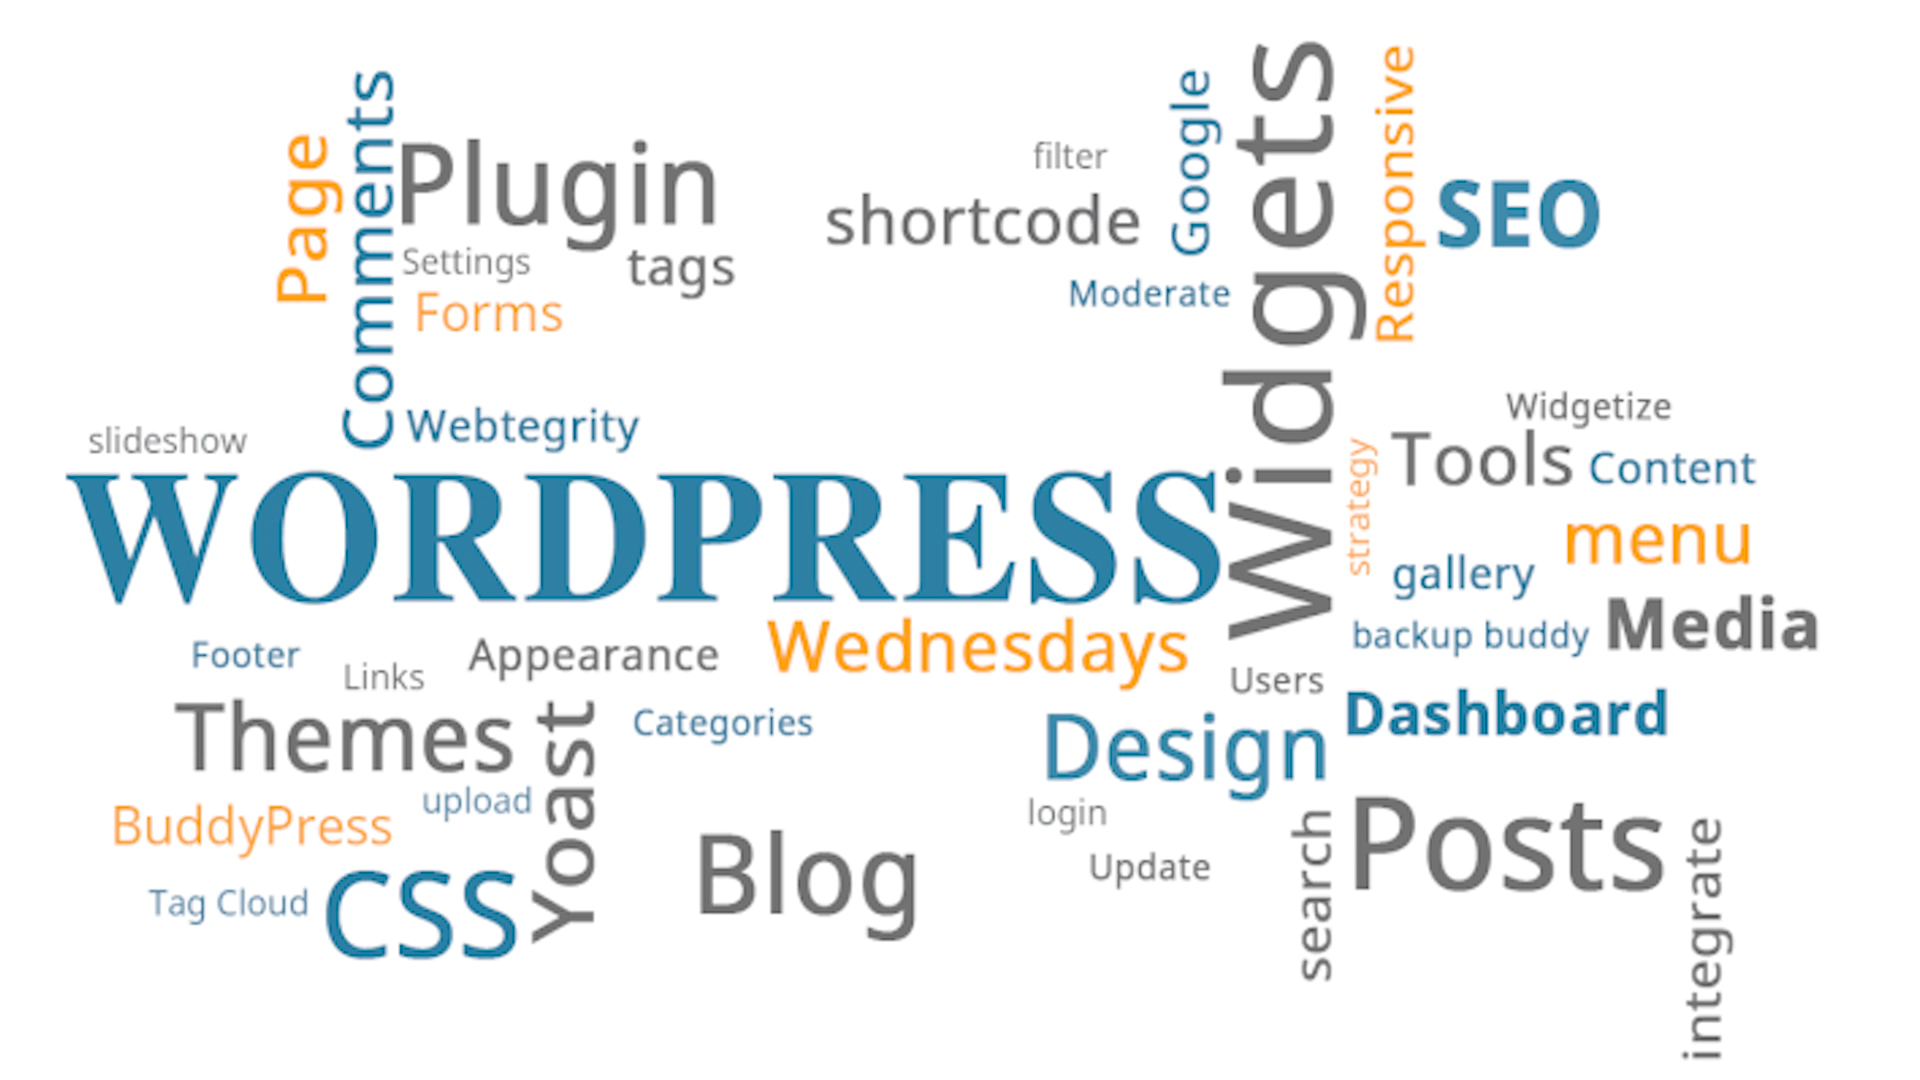 Page
Comments
Plugin
Settings
tags
Forms
filter
shortcode
Google
Moderate
Widgets
Responsive
SEO
slideshow
Webtegrity
WORDPRESS
Wednesdays
Widgetize
strategy
Tools
Content
menu
gallery
backup buddy
Media
Footer
Links
Appearance
Users
Dashboard
Themes
Yoast
Categories
Design
BuddyPress
upload
login
Update
Tag Cloud
CSS
Blog
search
Posts
integrate